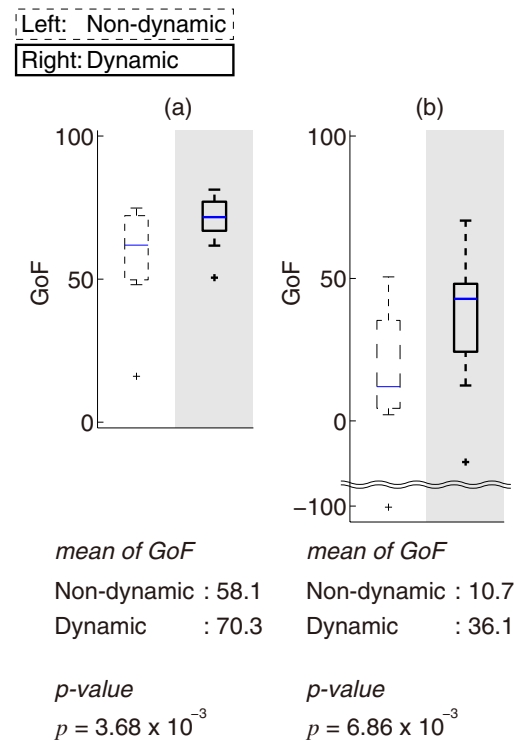 Left: Non-dynamic
Right: Dynamic
(a)
(b)
100
50
0
GoF
100
50
0
−100
GoF
mean of GoF
Non-dynamic : 58.1
Dynamic : 70.3
p-value
p = 3.68 x 10⁻³
mean of GoF
Non-dynamic : 10.7
Dynamic : 36.1
p-value
p = 6.86 x 10⁻³